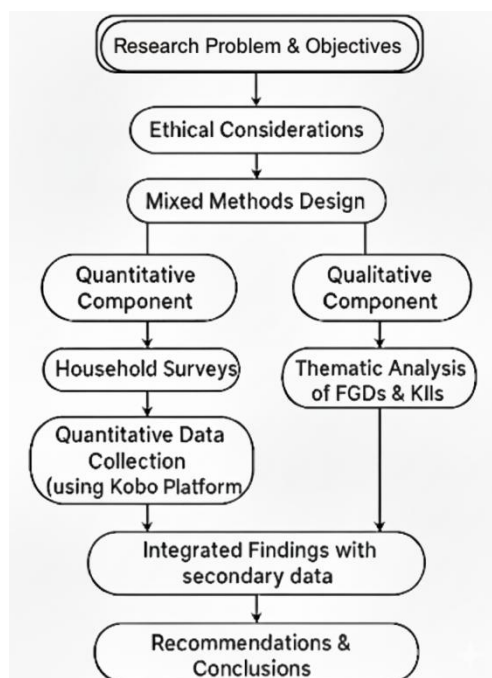 Research Problem & Objectives
Ethical Considerations
Mixed Methods Design
Quantitative
Component
Qualitative
Component
Household Surveys
Thematic Analysis
of FGDs & KIIs
Quantitative Data
Collection
(using Kobo Platform
Integrated Findings with
secondary data
Recommendations &
Conclusions